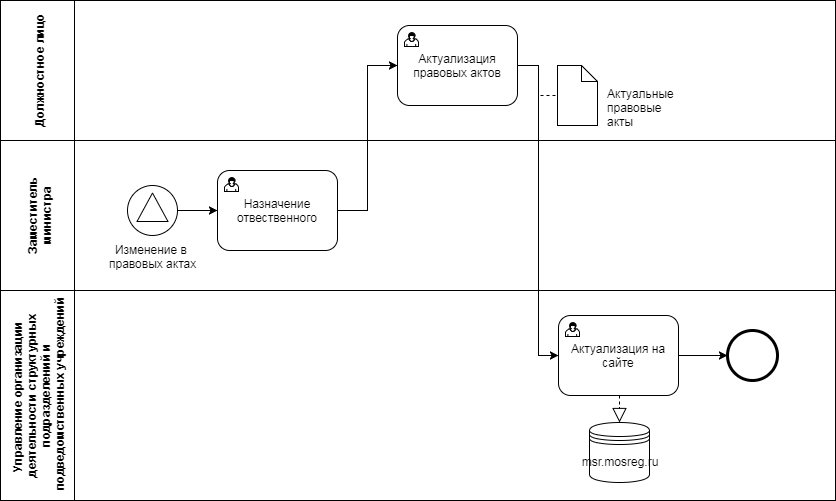 Должностное лицо
Актуализация
правовых актов
Актуальные
правовые
акты
Заместитель
министра
Назначение
отвественного
Изменение в
правовых актах
Управление организации
деятельности структурных
подразделений и
подведомственных учреждений
Актуализация на
сайте
msr.mosreg.ru